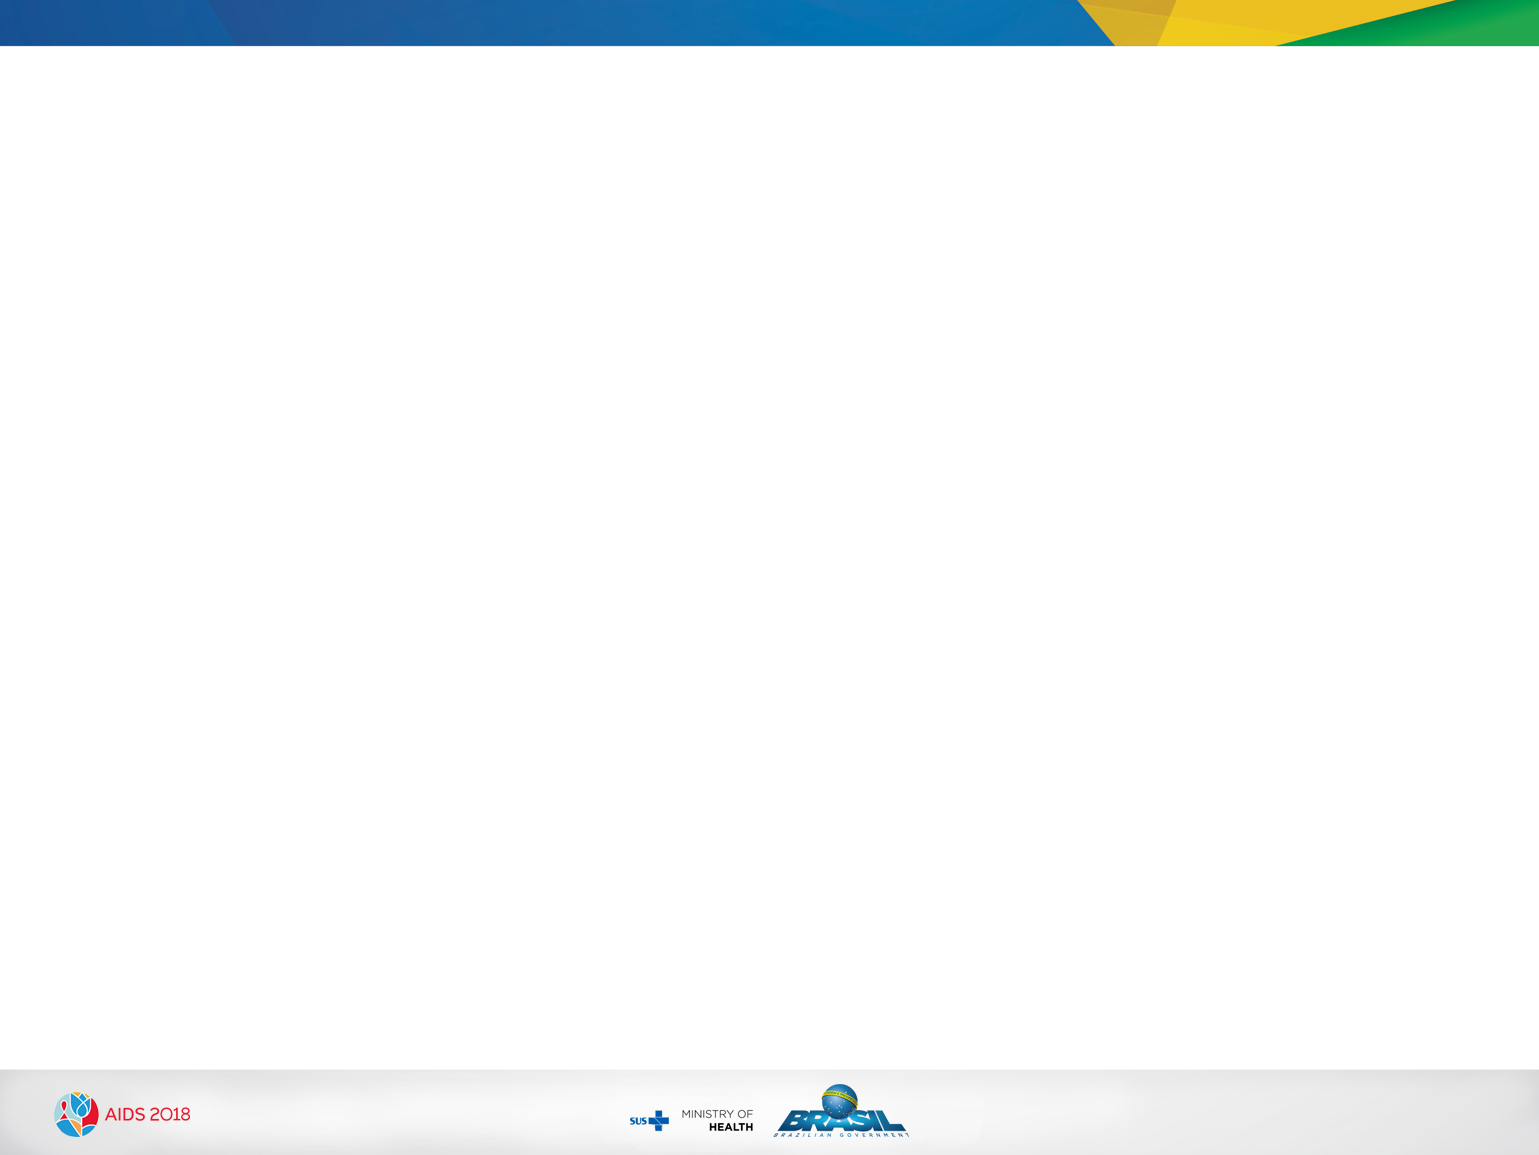 AIDS 2018
SUS
MINISTRY OF
HEALTH
BRASIL
BRAZILIAN GOVERNMENT